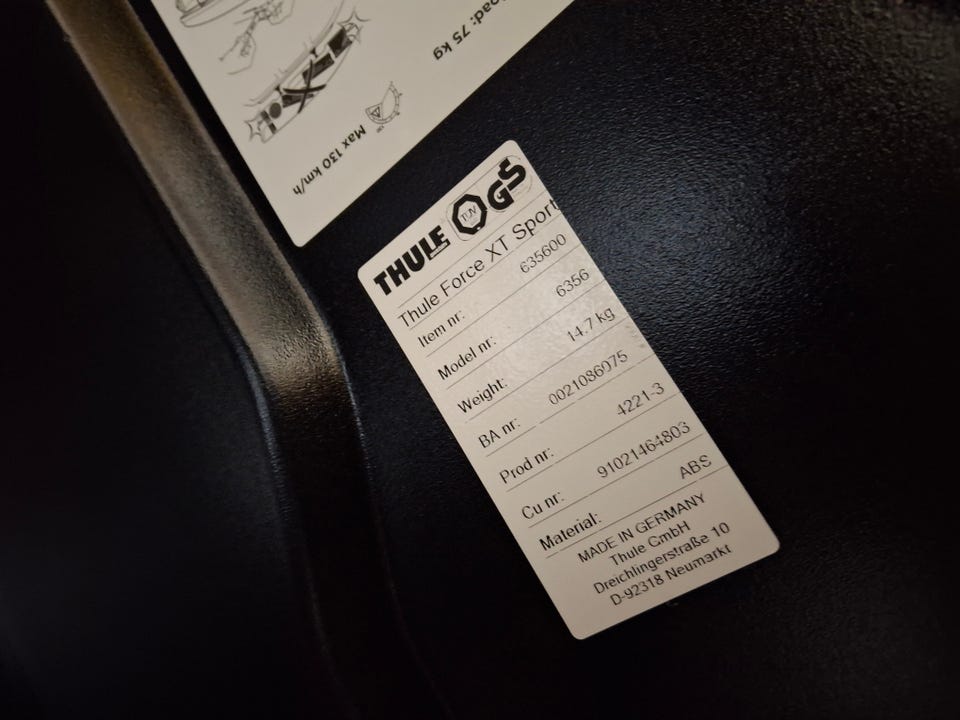 oad: 75 kg
Max 130 km/h
THULE TÜV GS
Thule Force XT Sport
Item nr: 635600
Model nr: 6356
Weight: 14.7 kg
BA nr: 0021086075
Prod nr: 4221-3
Cu nr: 91021464803
Material: ABS
MADE IN GERMANY
Thule GmbH
Dreichlingerstraße 10
D-92318 Neumarkt